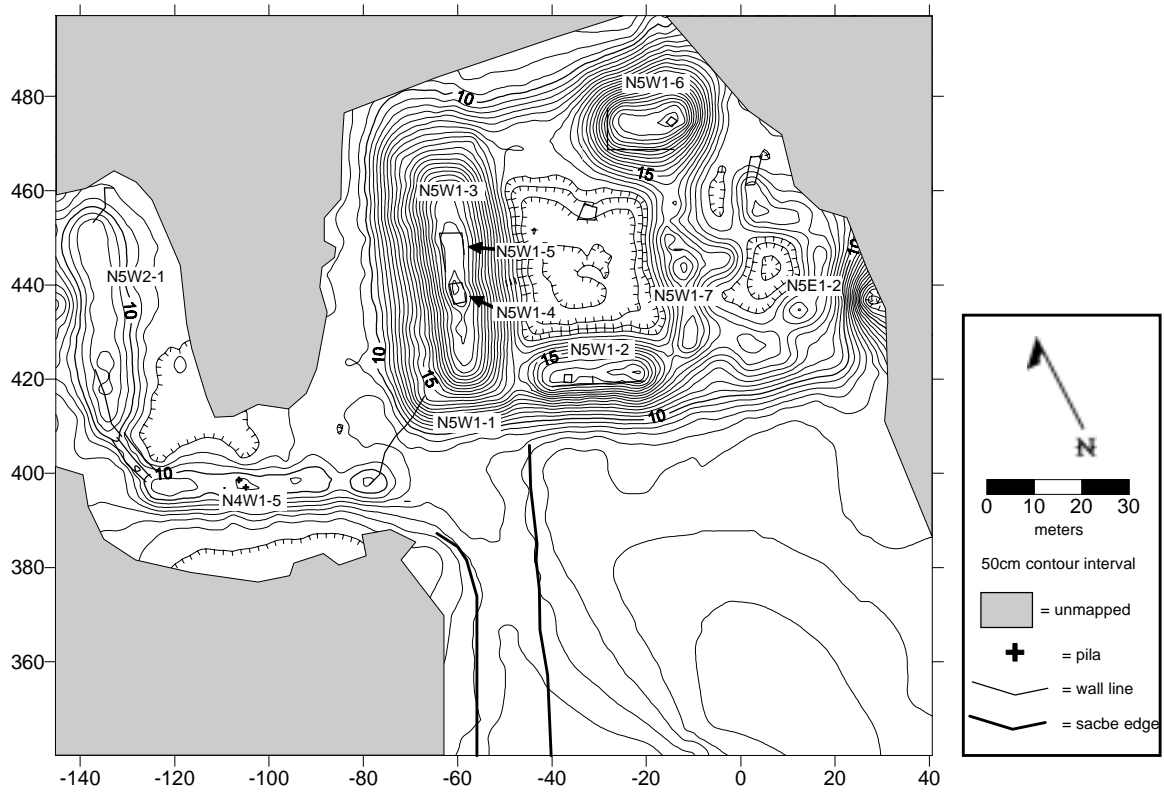 480
460
440
420
400
380
360
-140
-120
-100
-80
-60
-40
-20
0
20
40
10
N5W1-6
15
N5W1-3
N5W1-5
N5W2-1
10
10
N5E1-2
N5W1-7
N5W1-4
10
15
N5W1-2
15
10
N5W1-1
10
N4W1-5
N
0 10 20 30
meters
50cm contour interval
= unmapped
= pila
= wall line
= sacbe edge